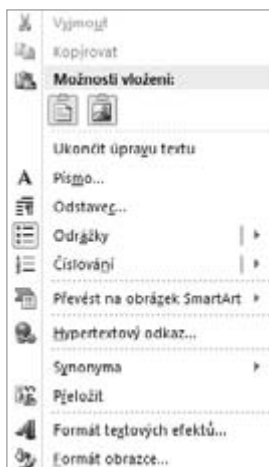 Vyjmout
Kopírovat
Možnosti vložení:
Ukončit úpravu textu
Písmo...
Odstavec...
Odrážky
Číslování
Převést na obrázek SmartArt
Hypertextový odkaz...
Synonyma
Přeložit
Formát textových efektů...
Formát obrazce...